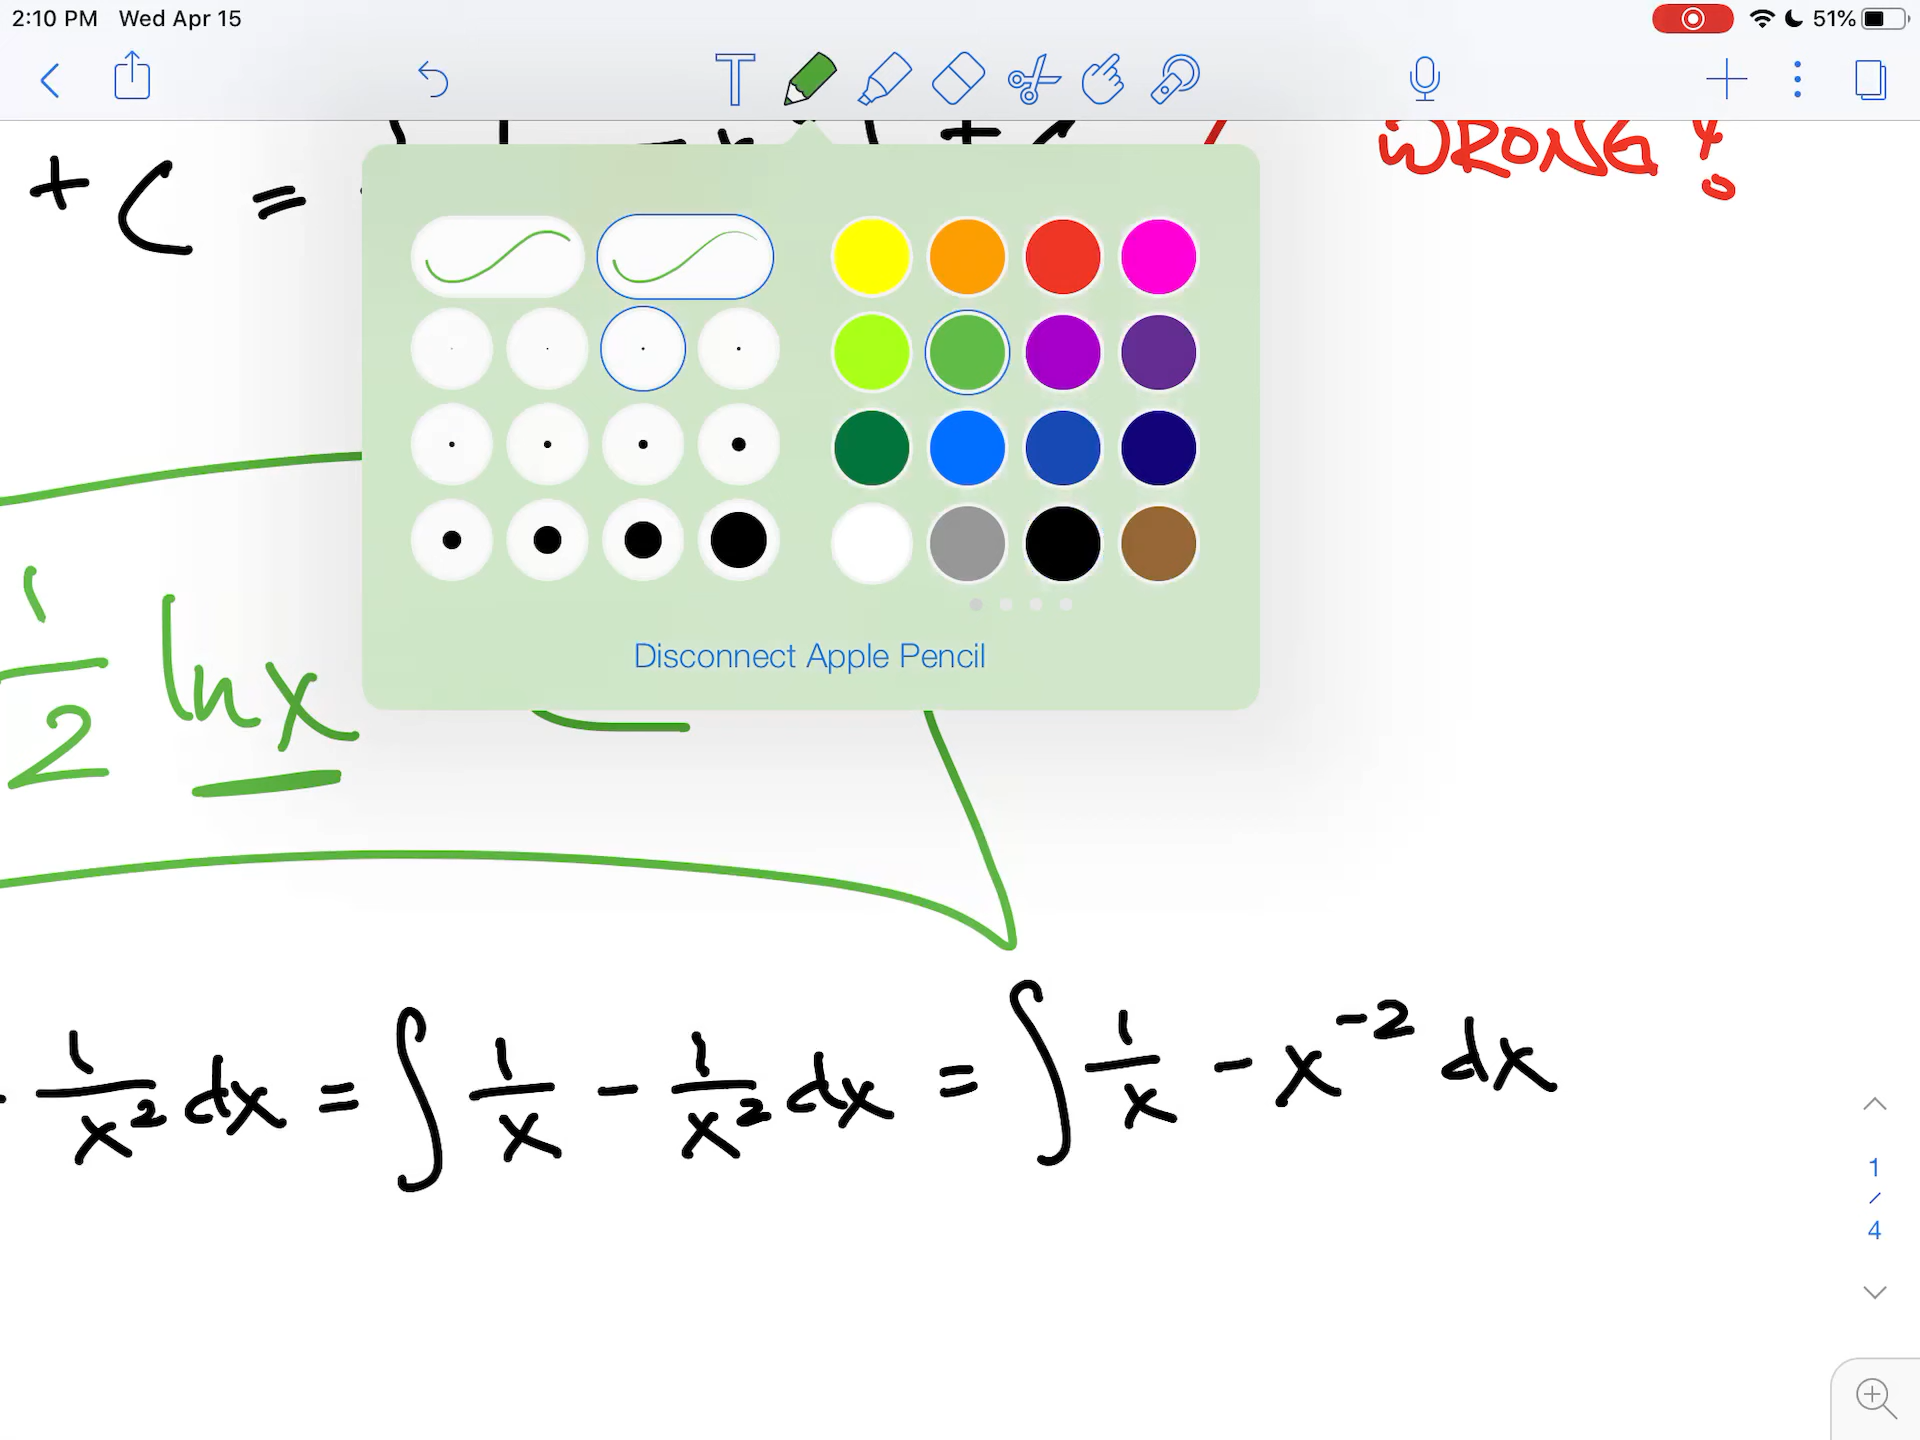 2:10 PM Wed Apr 15 51%
T
WRONG!
+ C =
1/2 ln x
Disconnect Apple Pencil
1/x² dx = ∫ 1/x - 1/x² dx = ∫ 1/x - x⁻² dx
1
/
4